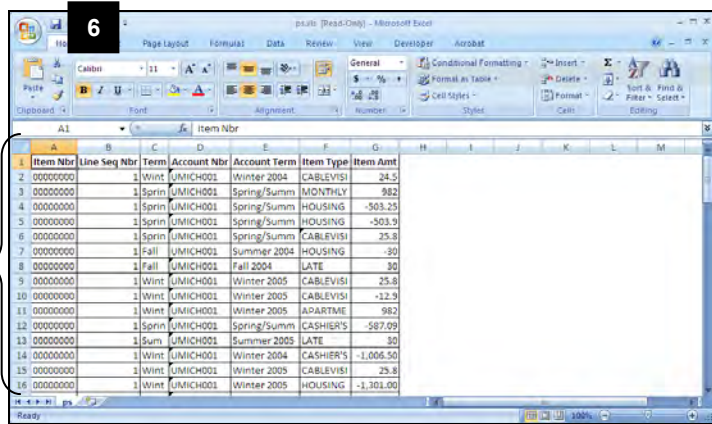 6
ps.xls [Read-Only] - Microsoft Excel
Page Layout Formulas Data Review View Developer Acrobat
Paste
Calibri 11
General
Conditional Formatting
Format as Table
Cell Styles
Insert
Delete
Format
Sort & Filter
Find & Select
Clipboard Font Alignment Number Styles Cells Editing
A1 fx Item Nbr
A B C D E F G H I J K L M
1 Item Nbr Line Seq Nbr Term Account Nbr Account Term Item Type Item Amt
2 00000000 1 Wint UMICH001 Winter 2004 CABLEVISI 24.5
3 00000000 1 Sprin UMICH001 Spring/Summ MONTHLY 982
4 00000000 1 Sprin UMICH001 Spring/Summ HOUSING -503.25
5 00000000 1 Sprin UMICH001 Spring/Summ HOUSING -503.9
6 00000000 1 Sprin UMICH001 Spring/Summ CABLEVISI 25.8
7 00000000 1 Fall UMICH001 Summer 2004 HOUSING -30
8 00000000 1 Fall UMICH001 Fall 2004 LATE 30
9 00000000 1 Wint UMICH001 Winter 2005 CABLEVISI 25.8
10 00000000 1 Wint UMICH001 Winter 2005 CABLEVISI -12.9
11 00000000 1 Wint UMICH001 Winter 2005 APARTME 982
12 00000000 1 Sprin UMICH001 Spring/Summ CASHIER'S -587.09
13 00000000 1 Sum UMICH001 Summer 2005 LATE 30
14 00000000 1 Wint UMICH001 Winter 2004 CASHIER'S -1,006.50
15 00000000 1 Wint UMICH001 Winter 2005 CABLEVISI 25.8
16 00000000 1 Wint UMICH001 Winter 2005 HOUSING -1,301.00
ps
Ready 100%